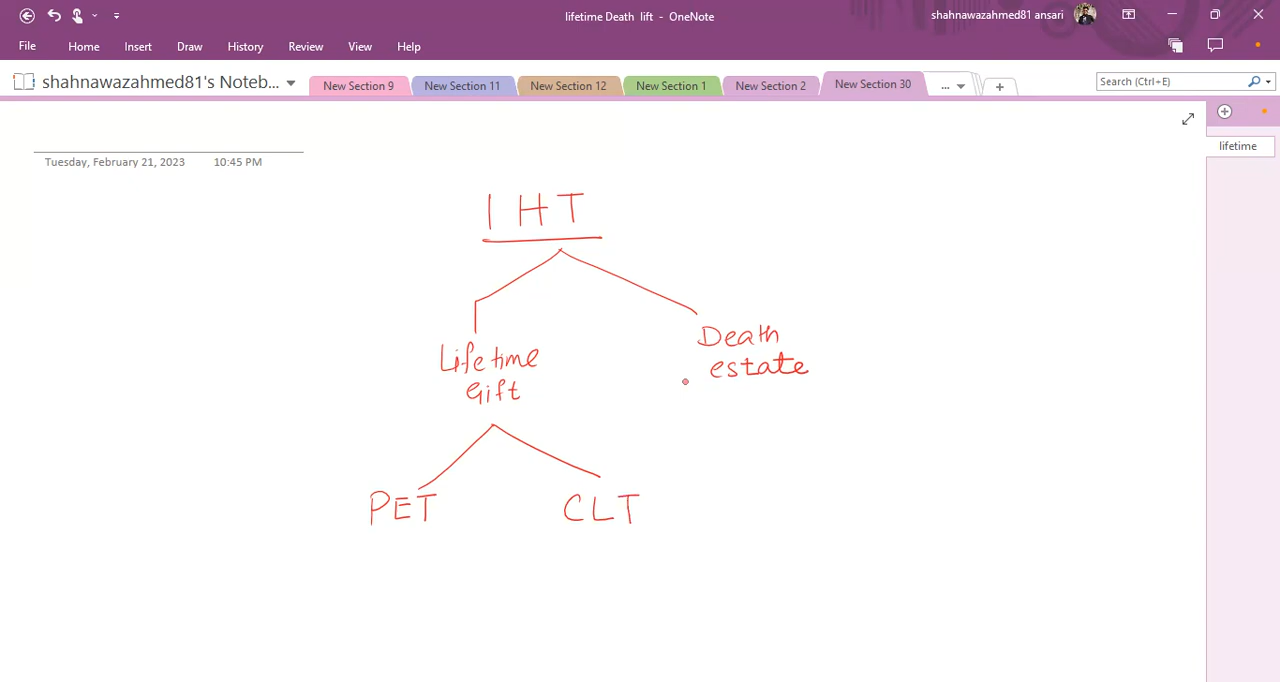 lifetime Death lift - OneNote
shahnawazahmed81 ansari
File Home Insert Draw History Review View Help
shahnawazahmed81's Noteb...
New Section 9
New Section 11
New Section 12
New Section 1
New Section 2
New Section 30
...
Search (Ctrl+E)
lifetime
Tuesday, February 21, 2023 10:45 PM
IHT
Lifetime
Gift
Death
estate
PET
CLT